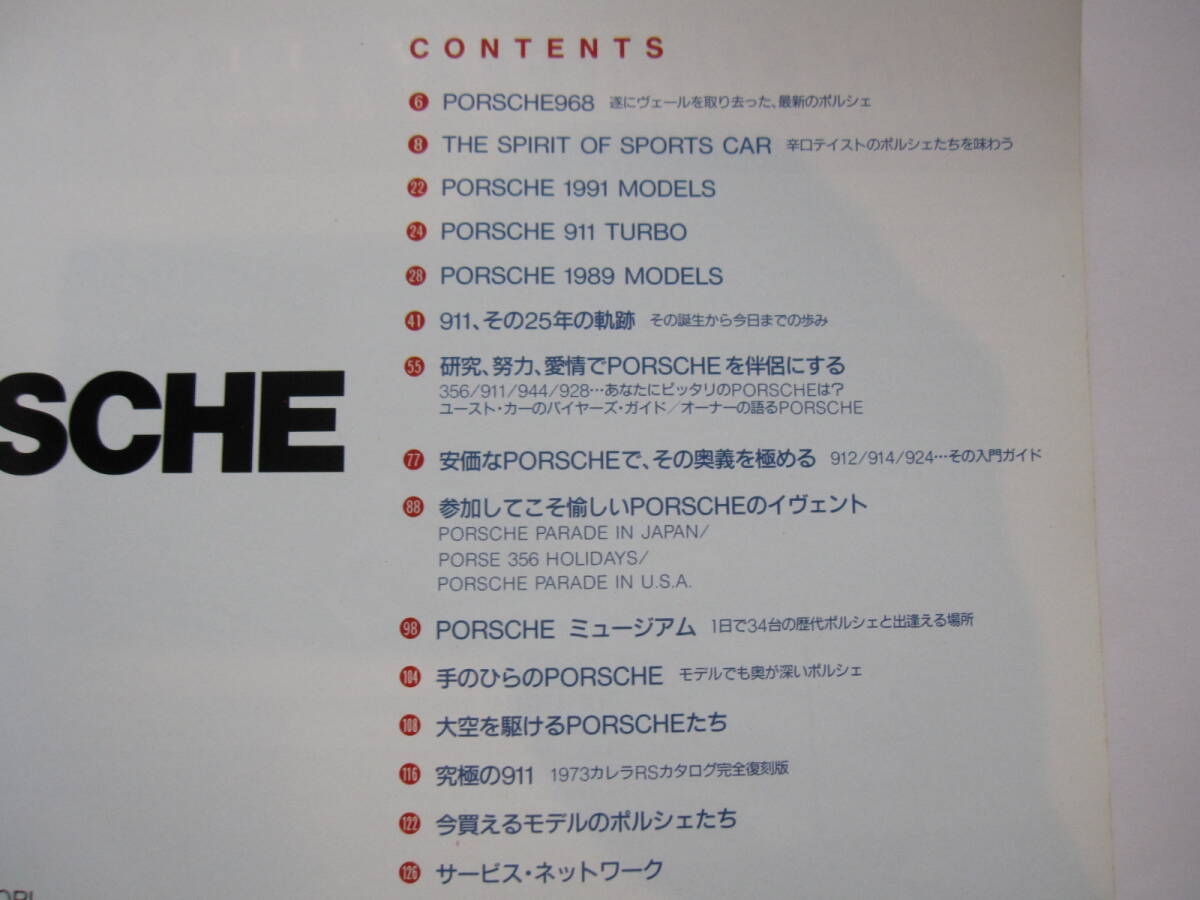 CONTENTS
6 PORSCHE968 遂にヴェールを取り去った、最新のポルシェ
8 THE SPIRIT OF SPORTS CAR 辛口テイストのポルシェたちを味わう
22 PORSCHE 1991 MODELS
24 PORSCHE 911 TURBO
28 PORSCHE 1989 MODELS
41 911、その25年の軌跡 その誕生から今日までの歩み
55 研究、努力、愛情でPORSCHEを伴侶にする
356/911/944/928…あなたにピッタリのPORSCHEは?
ユースト・カーのバイヤーズ・ガイド/オーナーの語るPORSCHE
SCHE
77 安価なPORSCHEで、その奥義を極める 912/914/924…その入門ガイド
88 参加してこそ愉しいPORSCHEのイヴェント
PORSCHE PARADE IN JAPAN/
PORSE 356 HOLIDAYS/
PORSCHE PARADE IN U.S.A.
98 PORSCHE ミュージアム 1日で34台の歴代ポルシェと出逢える場所
104 手のひらのPORSCHE モデルでも奥が深いポルシェ
108 大空を駆けるPORSCHEたち
116 究極の911 1973カレラRSカタログ完全復刻版
122 今買えるモデルのポルシェたち
126 サービス・ネットワーク